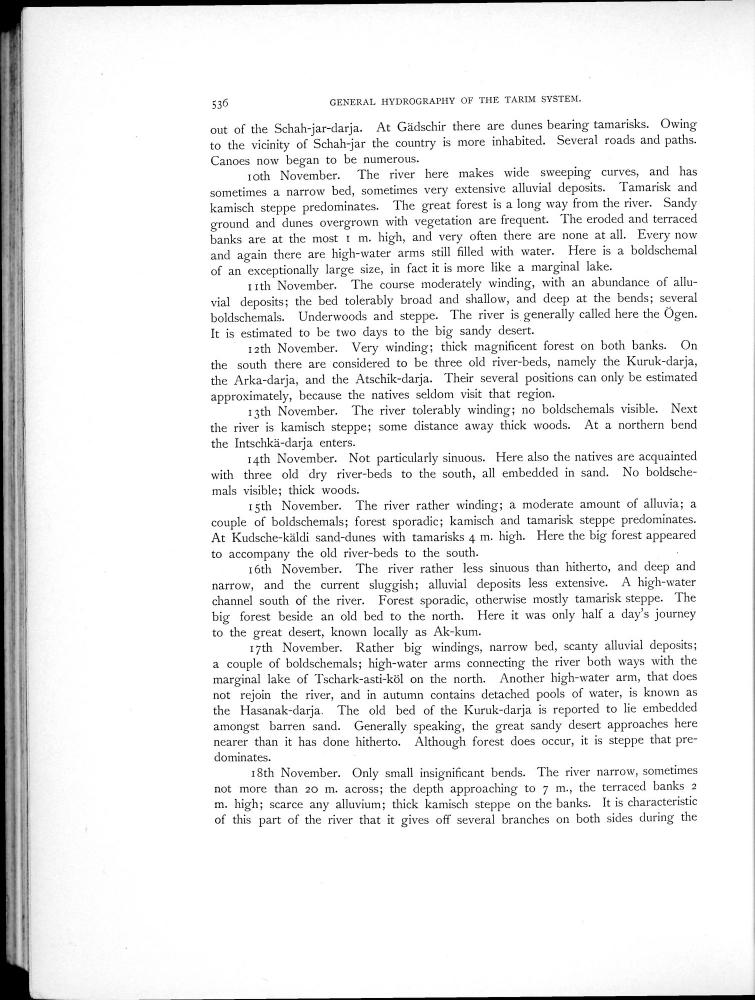 536 GENERAL HYDROGRAPHY OF THE TARIM SYSTEM.
out of the Schah-jar-darja. At Gädschir there are dunes bearing tamarisks. Owing
to the vicinity of Schah-jar the country is more inhabited. Several roads and paths.
Canoes now began to be numerous.
10th November. The river here makes wide sweeping curves, and has
sometimes a narrow bed, sometimes very extensive alluvial deposits. Tamarisk and
kamisch steppe predominates. The great forest is a long way from the river. Sandy
ground and dunes overgrown with vegetation are frequent. The eroded and terraced
banks are at the most 1 m. high, and very often there are none at all. Every now
and again there are high-water arms still filled with water. Here is a boldschemal
of an exceptionally large size, in fact it is more like a marginal lake.
11th November. The course moderately winding, with an abundance of allu-
vial deposits; the bed tolerably broad and shallow, and deep at the bends; several
boldschemals. Underwoods and steppe. The river is generally called here the Ögen.
It is estimated to be two days to the big sandy desert.
12th November. Very winding; thick magnificent forest on both banks. On
the south there are considered to be three old river-beds, namely the Kuruk-darja,
the Arka-darja, and the Atschik-darja. Their several positions can only be estimated
approximately, because the natives seldom visit that region.
13th November. The river tolerably winding; no boldschemals visible. Next
the river is kamisch steppe; some distance away thick woods. At a northern bend
the Intschkä-darja enters.
14th November. Not particularly sinuous. Here also the natives are acquainted
with three old dry river-beds to the south, all embedded in sand. No boldsche-
mals visible; thick woods.
15th November. The river rather winding; a moderate amount of alluvia; a
couple of boldschemals; forest sporadic; kamisch and tamarisk steppe predominates.
At Kudsche-käldi sand-dunes with tamarisks 4 m. high. Here the big forest appeared
to accompany the old river-beds to the south.
16th November. The river rather less sinuous than hitherto, and deep and
narrow, and the current sluggish; alluvial deposits less extensive. A high-water
channel south of the river. Forest sporadic, otherwise mostly tamarisk steppe. The
big forest beside an old bed to the north. Here it was only half a day's journey
to the great desert, known locally as Ak-kum.
17th November. Rather big windings, narrow bed, scanty alluvial deposits;
a couple of boldschemals; high-water arms connecting the river both ways with the
marginal lake of Tschark-asti-köl on the north. Another high-water arm, that does
not rejoin the river, and in autumn contains detached pools of water, is known as
the Hasanak-darja. The old bed of the Kuruk-darja is reported to lie embedded
amongst barren sand. Generally speaking, the great sandy desert approaches here
nearer than it has done hitherto. Although forest does occur, it is steppe that pre-
dominates.
18th November. Only small insignificant bends. The river narrow, sometimes
not more than 20 m. across; the depth approaching to 7 m., the terraced banks 2
m. high; scarce any alluvium; thick kamisch steppe on the banks. It is characteristic
of this part of the river that it gives off several branches on both sides during the